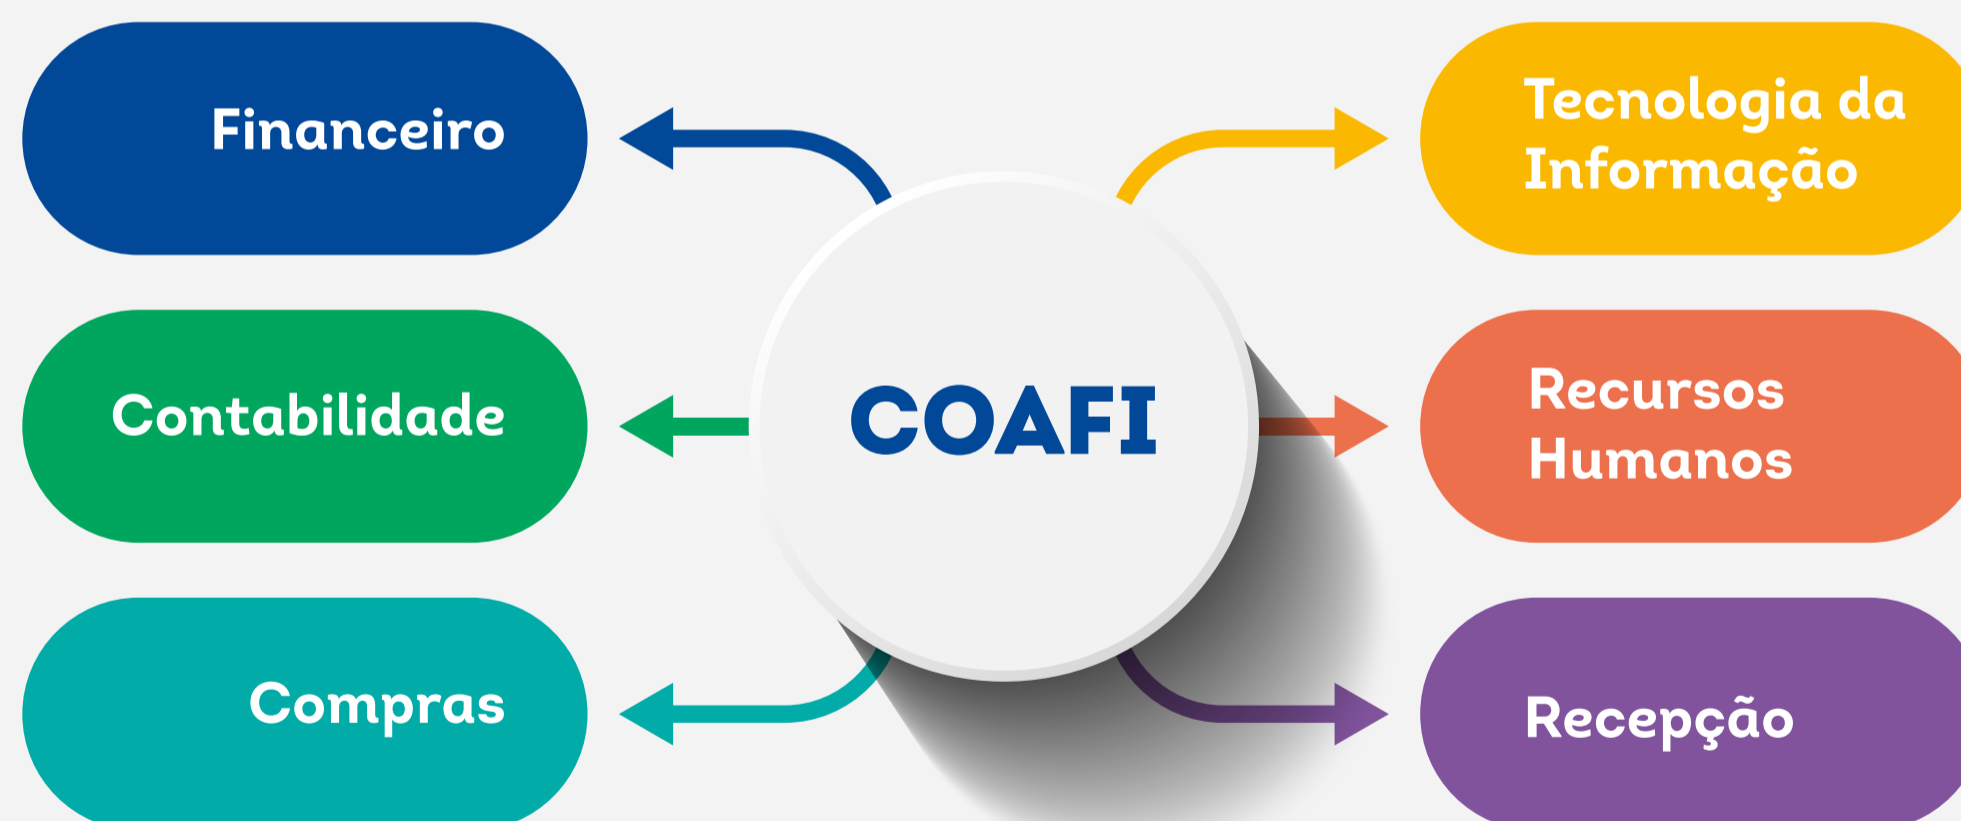 Financeiro
Contabilidade
Compras
COAFI
Tecnologia da
Informação
Recursos
Humanos
Recepção